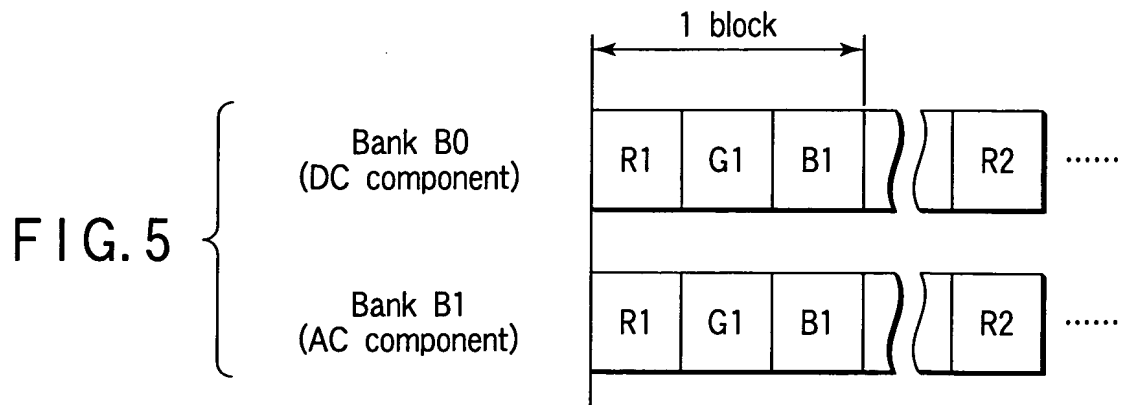 1 block
Bank B0
(DC component)
R1 G1 B1 R2 ......
FIG. 5
Bank B1
(AC component)
R1 G1 B1 R2 ......